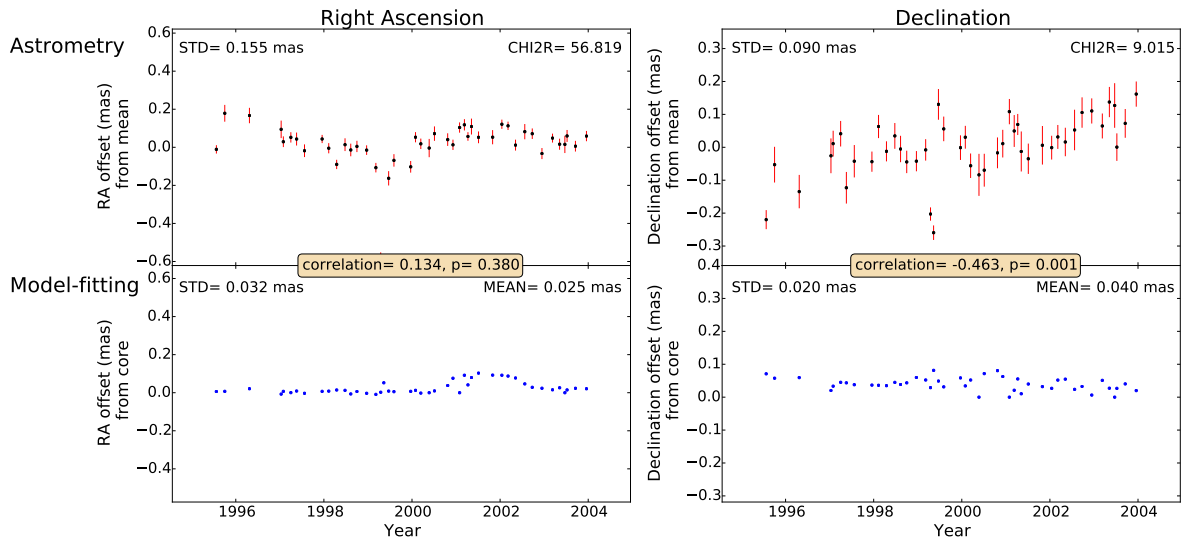 Right Ascension
Declination
Astrometry
STD= 0.155 mas
CHI2R= 56.819
STD= 0.090 mas
CHI2R= 9.015
RA offset (mas)
from mean
0.6
0.4
0.2
0.0
−0.2
−0.4
−0.6
Declination offset (mas)
from mean
0.3
0.2
0.1
0.0
−0.1
−0.2
−0.3
correlation= 0.134, p= 0.380
correlation= -0.463, p= 0.001
Model-fitting
STD= 0.032 mas
MEAN= 0.025 mas
STD= 0.020 mas
MEAN= 0.040 mas
RA offset (mas)
from core
0.6
0.4
0.2
0.0
−0.2
−0.4
Declination offset (mas)
from core
0.4
0.3
0.2
0.1
0.0
−0.1
−0.2
−0.3
1996
1998
2000
2002
2004
Year
1996
1998
2000
2002
2004
Year